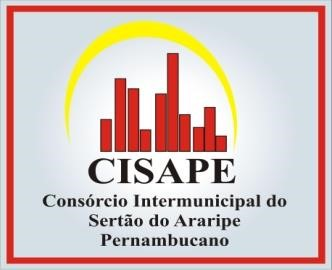 CISAPE
Consórcio Intermunicipal do
Sertão do Araripe
Pernambucano